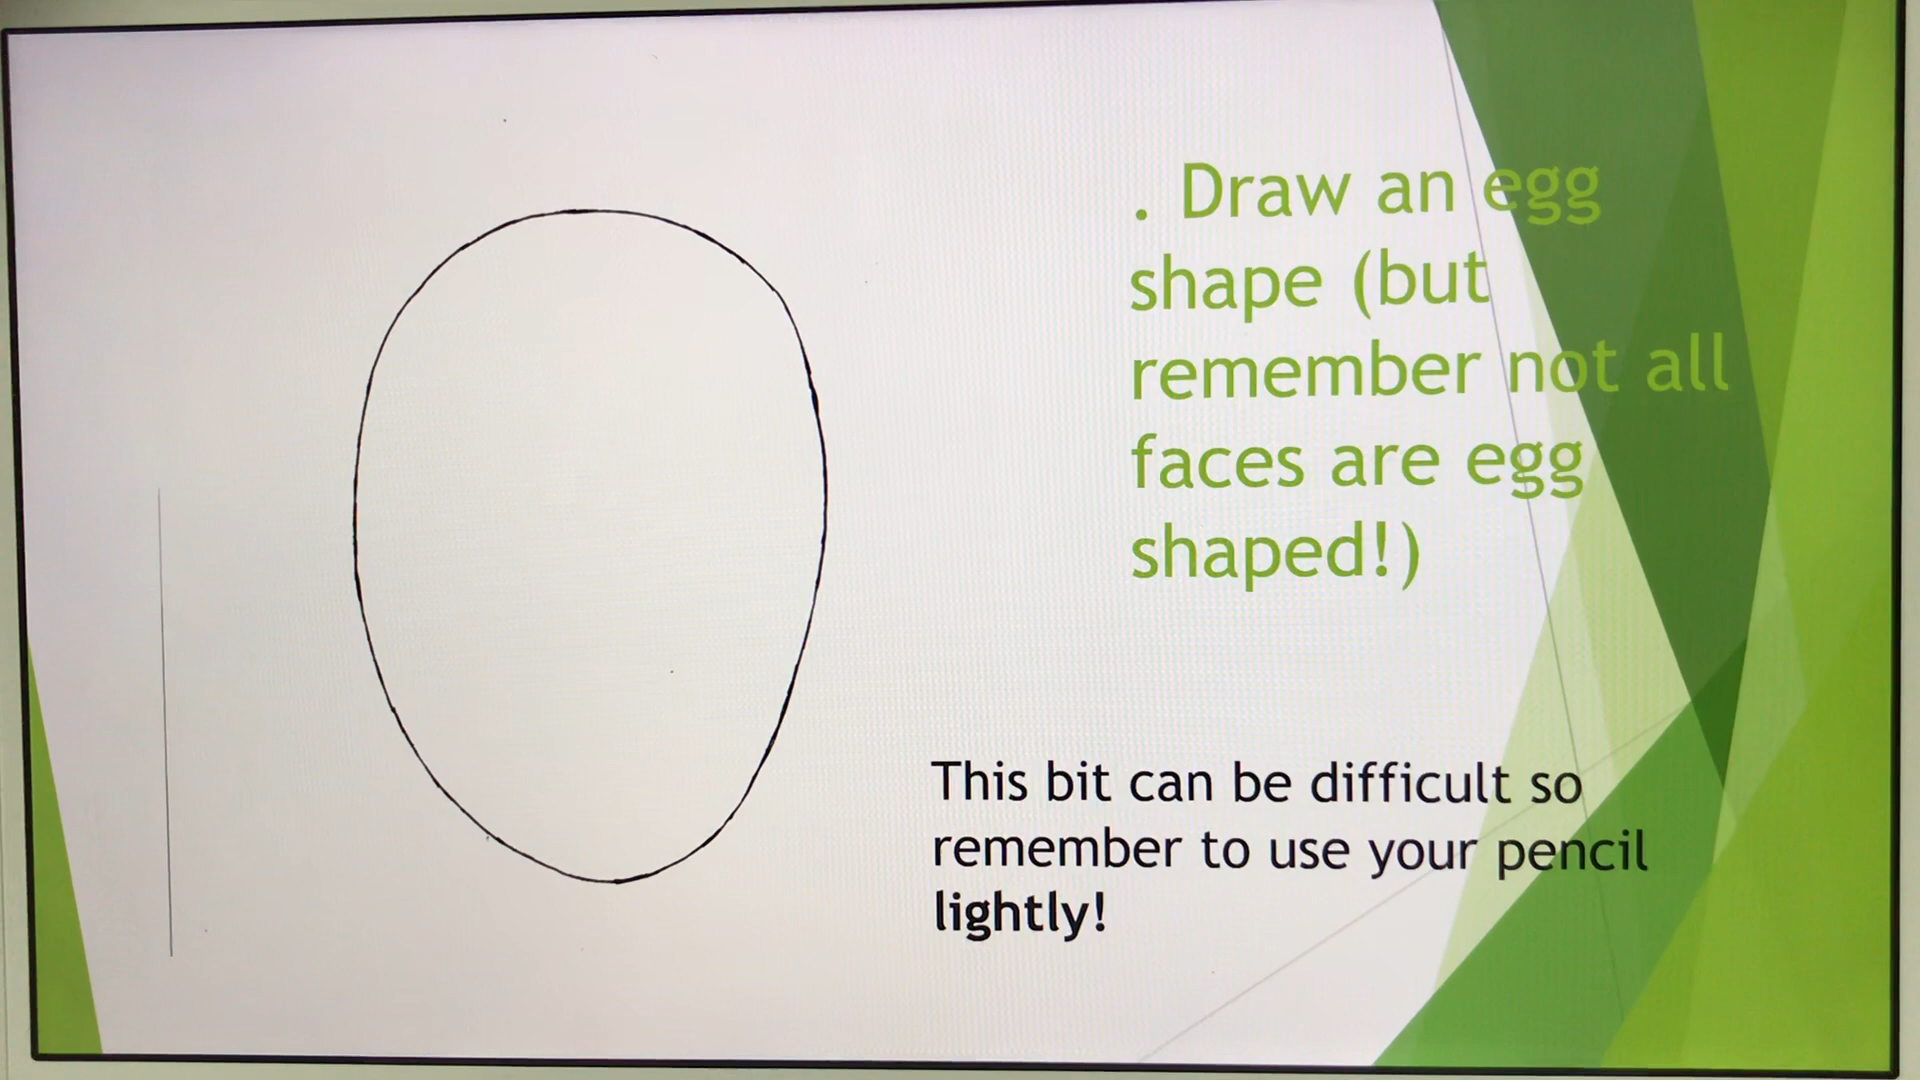 . Draw an egg
shape (but
remember not all
faces are egg
shaped!)
This bit can be difficult so
remember to use your pencil
lightly!